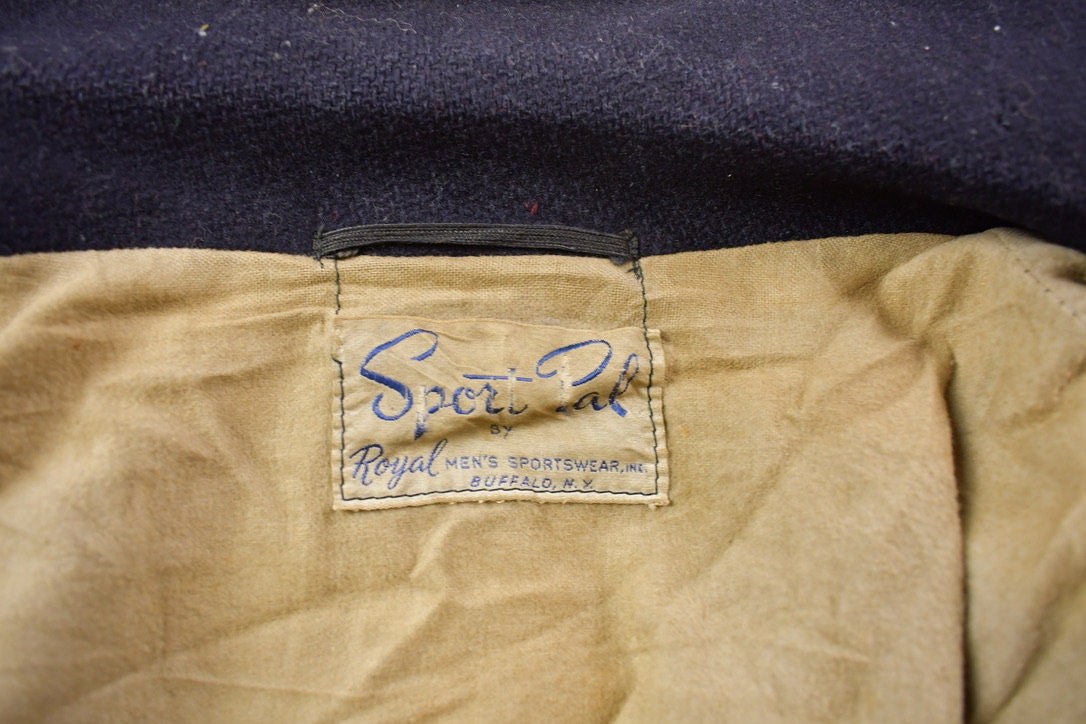 Sport Pal
BY
Royal MEN'S SPORTSWEAR, INC.
BUFFALO, N.Y.